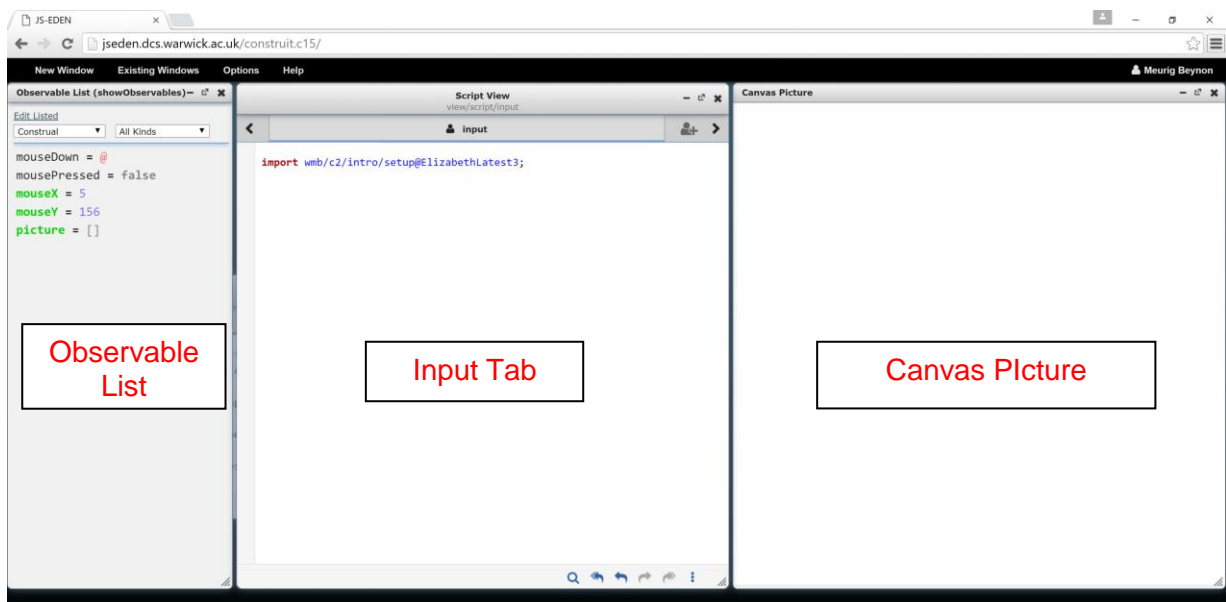 JS-EDEN
jseden.dcs.warwick.ac.uk/construit.c15/
New Window Existing Windows Options Help Meurig Beynon
Observable List (showObservables)
Edit Listed
Construal All Kinds
mouseDown = @
mousePressed = false
mouseX = 5
mouseY = 156
picture = []
Observable
List
Script View
view/script/input
input
import wmb/c2/intro/setup@ElizabethLatest3;
Input Tab
Canvas Picture
Canvas PIcture